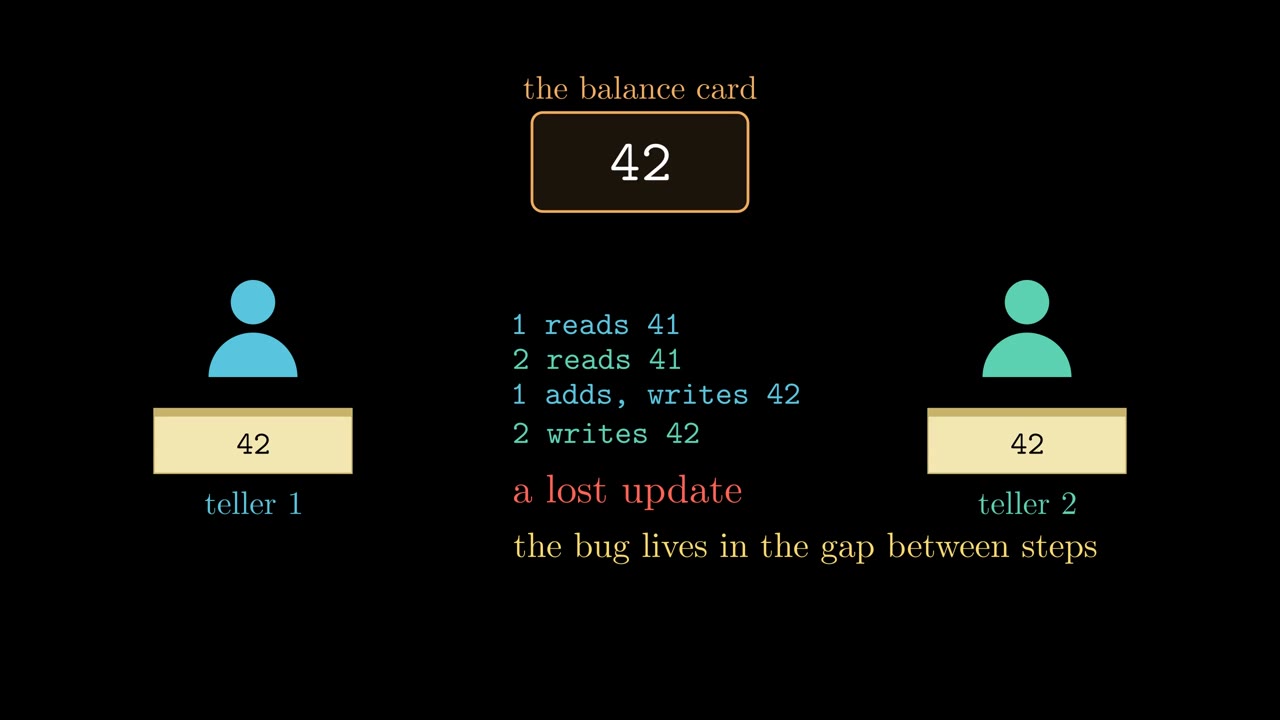 the balance card
42
1 reads 41
2 reads 41
1 adds, writes 42
2 writes 42
42
teller 1
42
teller 2
a lost update
the bug lives in the gap between steps